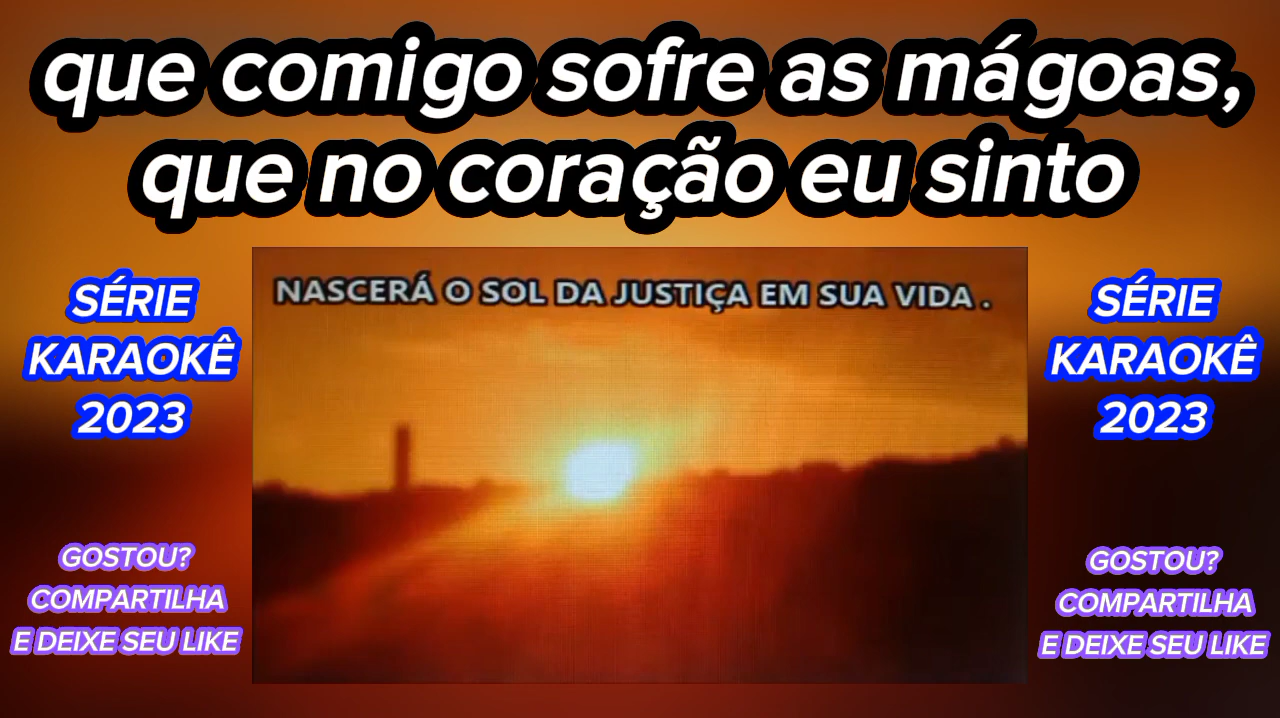 que comigo sofre as mágoas,
que no coração eu sinto
NASCERÁ O SOL DA JUSTIÇA EM SUA VIDA .
SÉRIE
KARAOKÊ
2023
GOSTOU?
COMPARTILHA
E DEIXE SEU LIKE
SÉRIE
KARAOKÊ
2023
GOSTOU?
COMPARTILHA
E DEIXE SEU LIKE